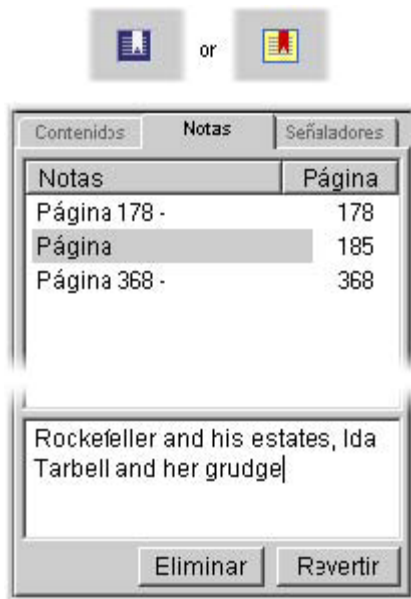 or
Contenidos Notas Señaladores
Notas Página
Página 178 - 178
Página 185
Página 368 - 368
Rockefeller and his estates, Ida
Tarbell and her grudge
Eliminar Revertir